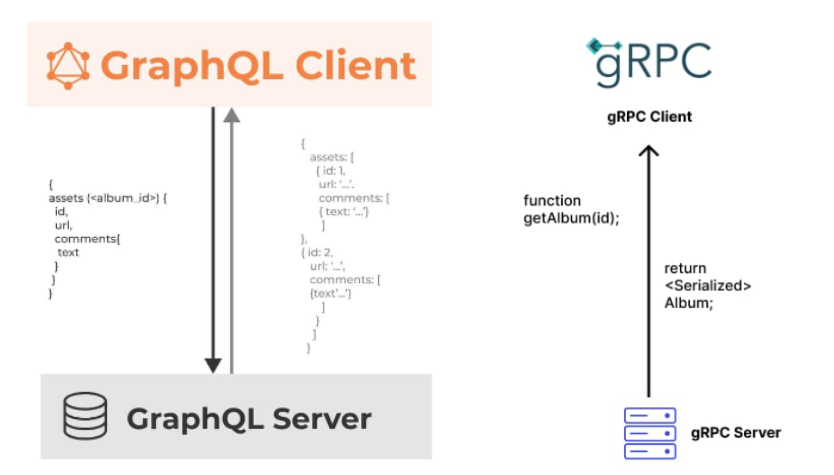 GraphQL Client
{
assets (<album_id>) {
id,
url,
comments{
text
}
}
}
{
assets: [
{ id: 1,
url: '...'.
comments: [
{ text: '...'}
]
},
{ id: 2,
url: '...',
comments: [
{text'...'}
]
}
]
}
GraphQL Server
gRPC
gRPC Client
function
getAlbum(id);
return
<Serialized>
Album;
gRPC Server